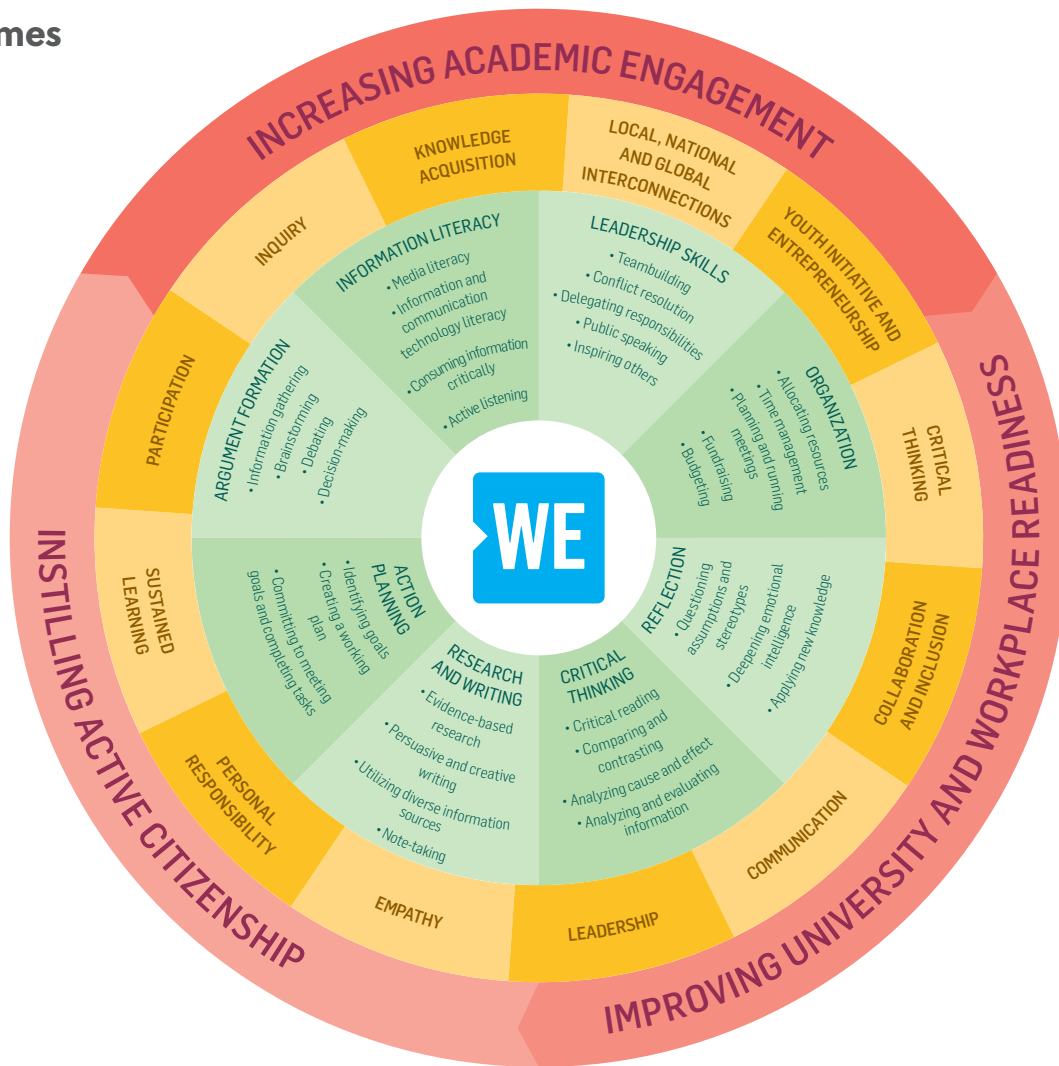 mes
INCREASING ACADEMIC ENGAGEMENT
IMPROVING UNIVERSITY AND WORKPLACE READINESS
INSTILLING ACTIVE CITIZENSHIP
KNOWLEDGE
ACQUISITION
LOCAL, NATIONAL
AND GLOBAL
INTERCONNECTIONS
YOUTH INITIATIVE AND
ENTREPRENEURSHIP
CRITICAL
THINKING
COLLABORATION
AND INCLUSION
COMMUNICATION
LEADERSHIP
EMPATHY
PERSONAL
RESPONSIBILITY
SUSTAINED
LEARNING
PARTICIPATION
INQUIRY
INFORMATION LITERACY
• Media literacy
• Information and
communication
technology literacy
• Consuming information
critically
• Active listening
LEADERSHIP SKILLS
• Teambuilding
• Conflict resolution
• Delegating responsibilities
• Public speaking
• Inspiring others
ORGANIZATION
• Allocating resources
• Time management
• Planning and running
meetings
• Fundraising
• Budgeting
REFLECTION
• Questioning
assumptions and
stereotypes
• Deepening emotional
intelligence
• Applying new knowledge
CRITICAL
THINKING
• Critical reading
• Comparing and
contrasting
• Analyzing cause and effect
• Analyzing and evaluating
information
RESEARCH
AND WRITING
• Evidence-based
research
• Persuasive and creative
writing
• Utilizing diverse information
sources
• Note-taking
ACTION
PLANNING
• Identifying goals
• Creating a working
plan
• Committing to meeting
goals and completing tasks
ARGUMENT FORMATION
• Information gathering
• Brainstorming
• Debating
• Decision-making
WE